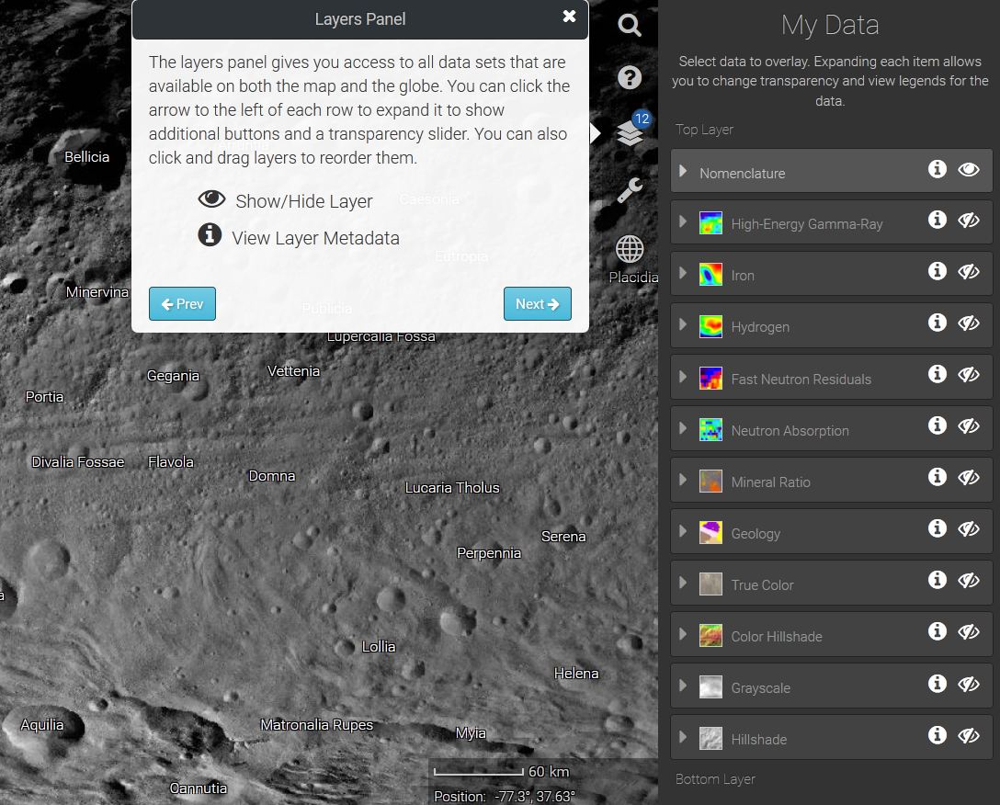 Layers Panel
The layers panel gives you access to all data sets that are
available on both the map and the globe. You can click the
arrow to the left of each row to expand it to show
additional buttons and a transparency slider. You can also
click and drag layers to reorder them.
Caesonia
Show/Hide Layer
View Layer Metadata
Eutropia
Publicia
Prev
Next
12
My Data
Select data to overlay. Expanding each item allows
you to change transparency and view legends for the
data.
Top Layer
Nomenclature
High-Energy Gamma-Ray
Iron
Hydrogen
Fast Neutron Residuals
Neutron Absorption
Mineral Ratio
Geology
True Color
Color Hillshade
Grayscale
Hillshade
Bottom Layer
Bellicia
Placidia
Minervina
Lupercalia Fossa
Vettenia
Gegania
Portia
Divalia Fossae
Flavola
Domna
Lucaria Tholus
Serena
Perpennia
a
Lollia
Helena
Aquilia
Matronalia Rupes
Myia
60 km
Cannutia
Position: -77.3°, 37.63°